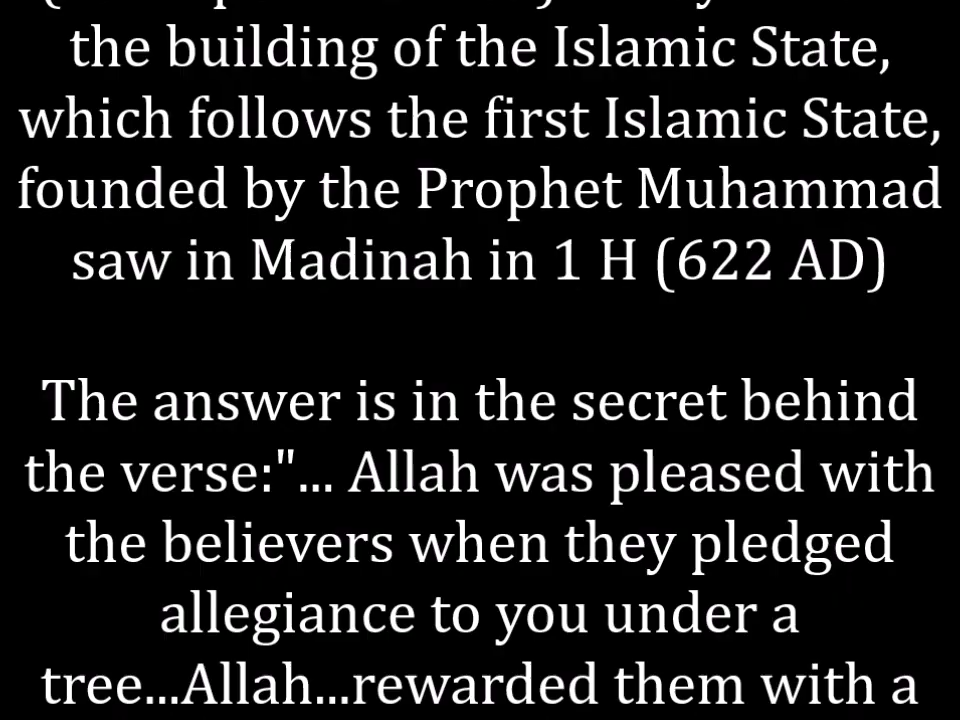 the building of the Islamic State,
which follows the first Islamic State,
founded by the Prophet Muhammad
saw in Madinah in 1 H (622 AD)
The answer is in the secret behind
the verse:"... Allah was pleased with
the believers when they pledged
allegiance to you under a
tree...Allah...rewarded them with a